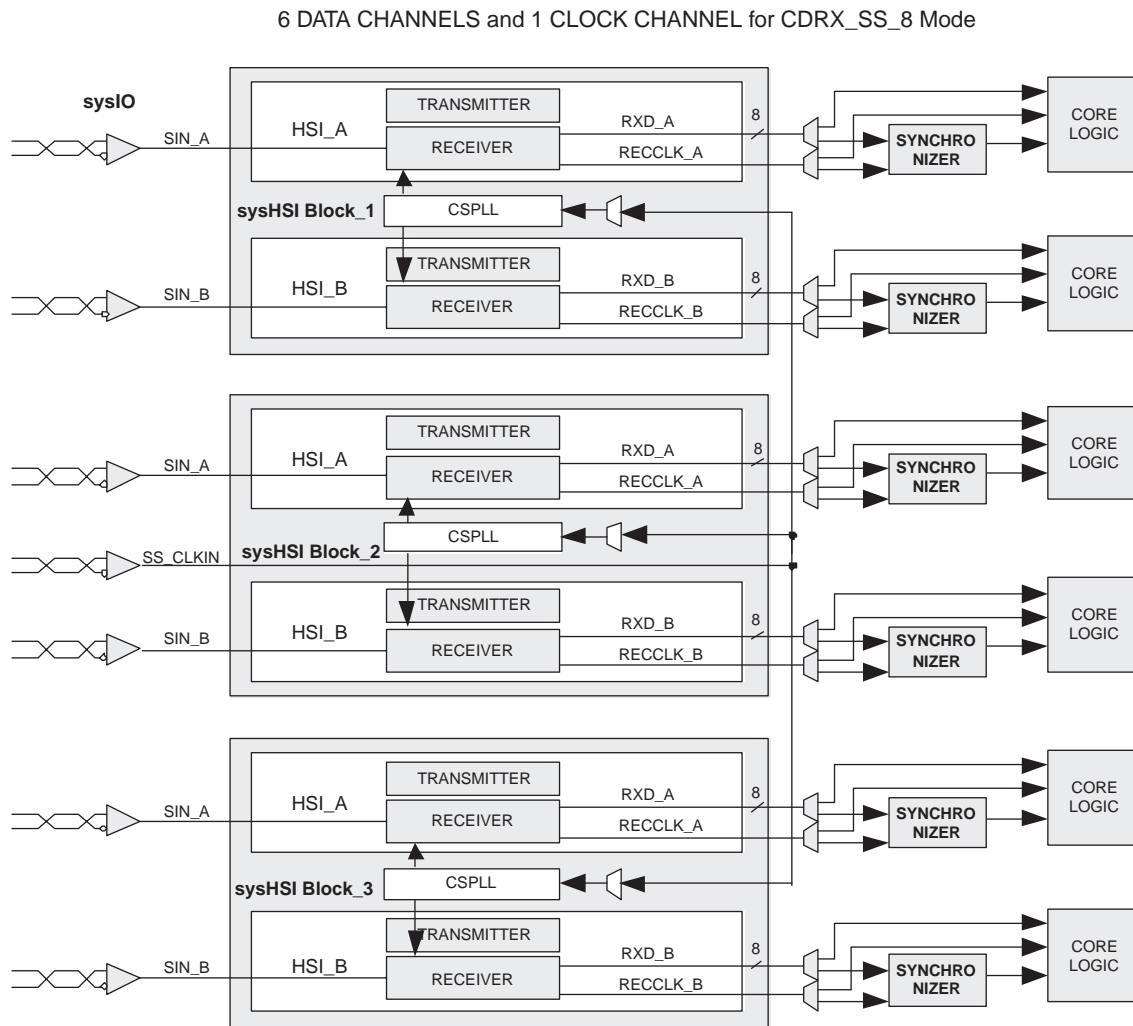 6 DATA CHANNELS and 1 CLOCK CHANNEL for CDRX_SS_8 Mode
sysIO
SIN_A
HSI_A
TRANSMITTER
RECEIVER
RXD_A
8
RECCLK_A
SYNCHRO
NIZER
CORE
LOGIC
sysHSI Block_1
CSPLL
SIN_B
HSI_B
TRANSMITTER
RECEIVER
RXD_B
8
RECCLK_B
SYNCHRO
NIZER
CORE
LOGIC
SIN_A
HSI_A
TRANSMITTER
RECEIVER
RXD_A
8
RECCLK_A
SYNCHRO
NIZER
CORE
LOGIC
sysHSI Block_2
CSPLL
SS_CLKIN
SIN_B
HSI_B
TRANSMITTER
RECEIVER
RXD_B
8
RECCLK_B
SYNCHRO
NIZER
CORE
LOGIC
SIN_A
HSI_A
TRANSMITTER
RECEIVER
RXD_A
8
RECCLK_A
SYNCHRO
NIZER
CORE
LOGIC
sysHSI Block_3
CSPLL
SIN_B
HSI_B
TRANSMITTER
RECEIVER
RXD_B
8
RECCLK_B
SYNCHRO
NIZER
CORE
LOGIC